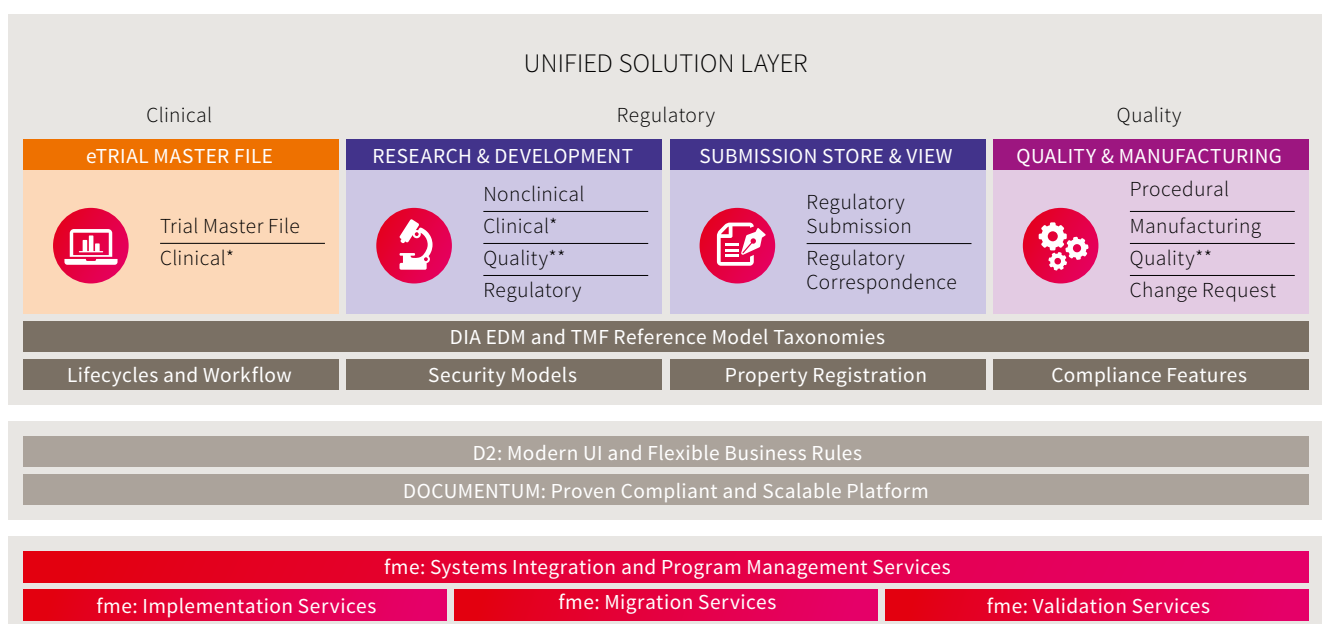 UNIFIED SOLUTION LAYER
Clinical
Regulatory
Quality
eTRIAL MASTER FILE
Trial Master File
Clinical*
RESEARCH & DEVELOPMENT
Nonclinical
Clinical*
Quality**
Regulatory
SUBMISSION STORE & VIEW
Regulatory
Submission
Regulatory
Correspondence
QUALITY & MANUFACTURING
Procedural
Manufacturing
Quality**
Change Request
DIA EDM and TMF Reference Model Taxonomies
Lifecycles and Workflow
Security Models
Property Registration
Compliance Features
D2: Modern UI and Flexible Business Rules
DOCUMENTUM: Proven Compliant and Scalable Platform
fme: Systems Integration and Program Management Services
fme: Implementation Services
fme: Migration Services
fme: Validation Services